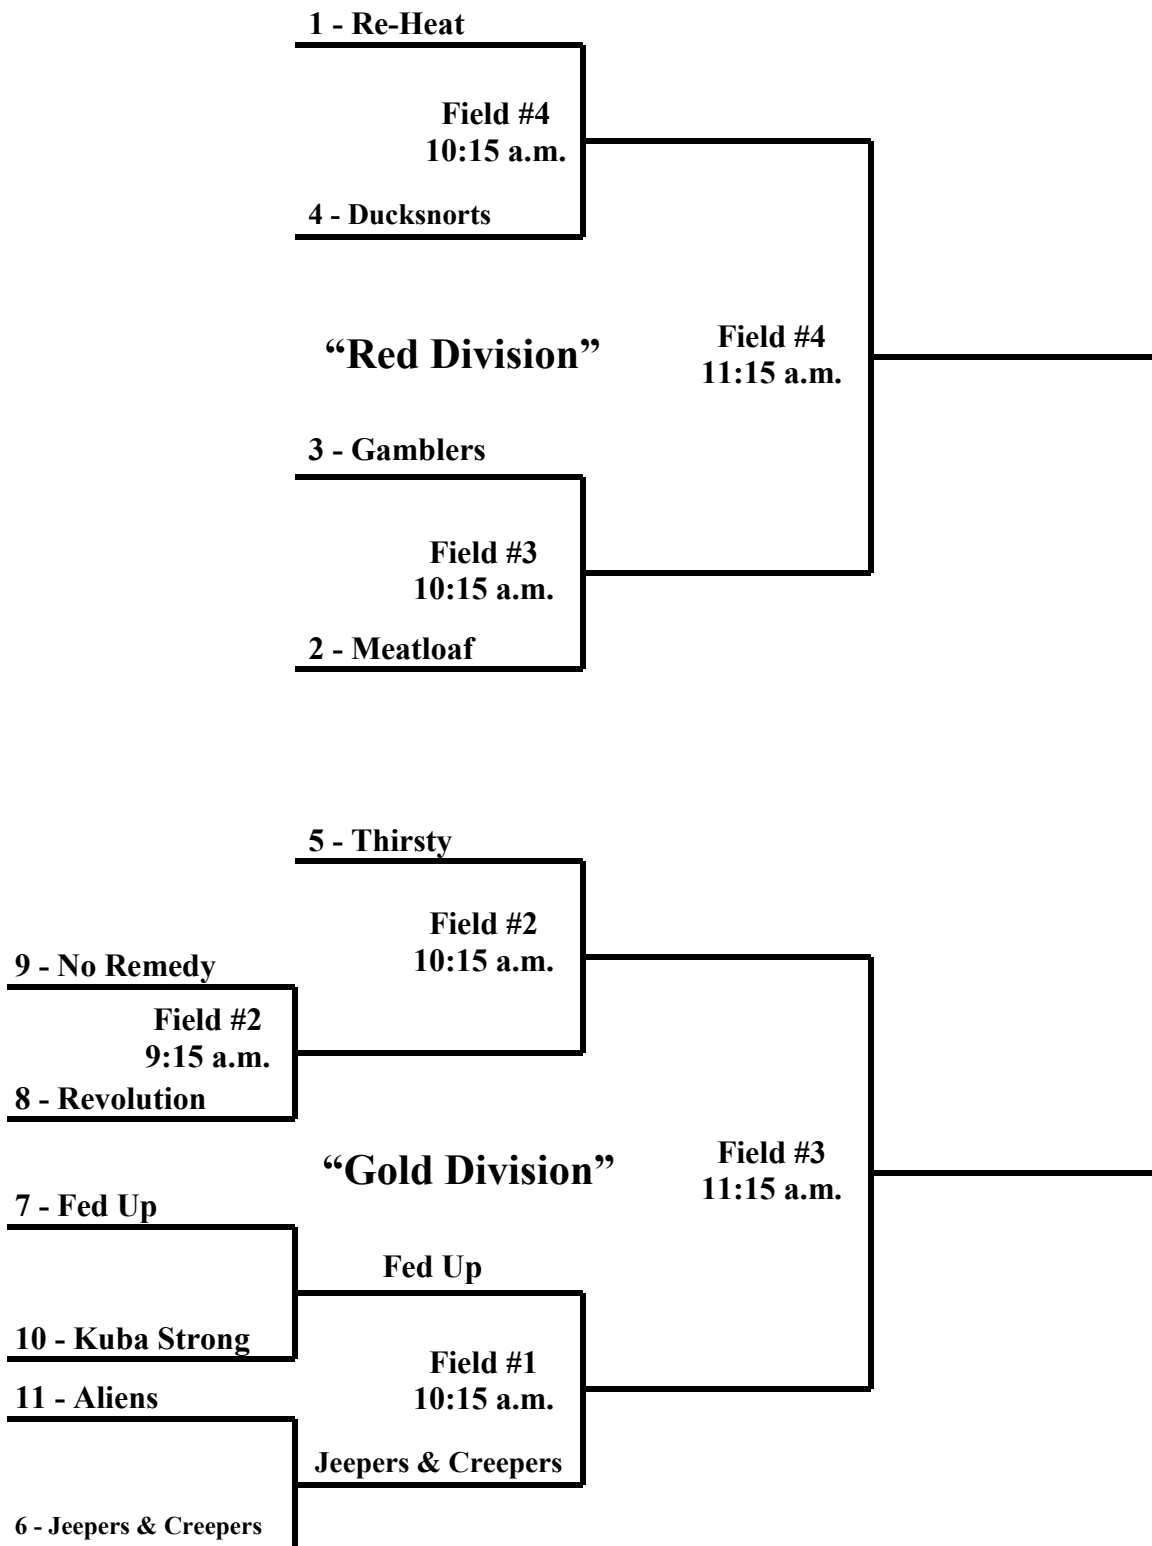 1 - Re-Heat
Field #4
10:15 a.m.
4 - Ducksnorts
“Red Division”
Field #4
11:15 a.m.
3 - Gamblers
Field #3
10:15 a.m.
2 - Meatloaf
5 - Thirsty
Field #2
10:15 a.m.
9 - No Remedy
Field #2
9:15 a.m.
8 - Revolution
“Gold Division”
Field #3
11:15 a.m.
7 - Fed Up
Fed Up
10 - Kuba Strong
Field #1
10:15 a.m.
11 - Aliens
Jeepers & Creepers
6 - Jeepers & Creepers